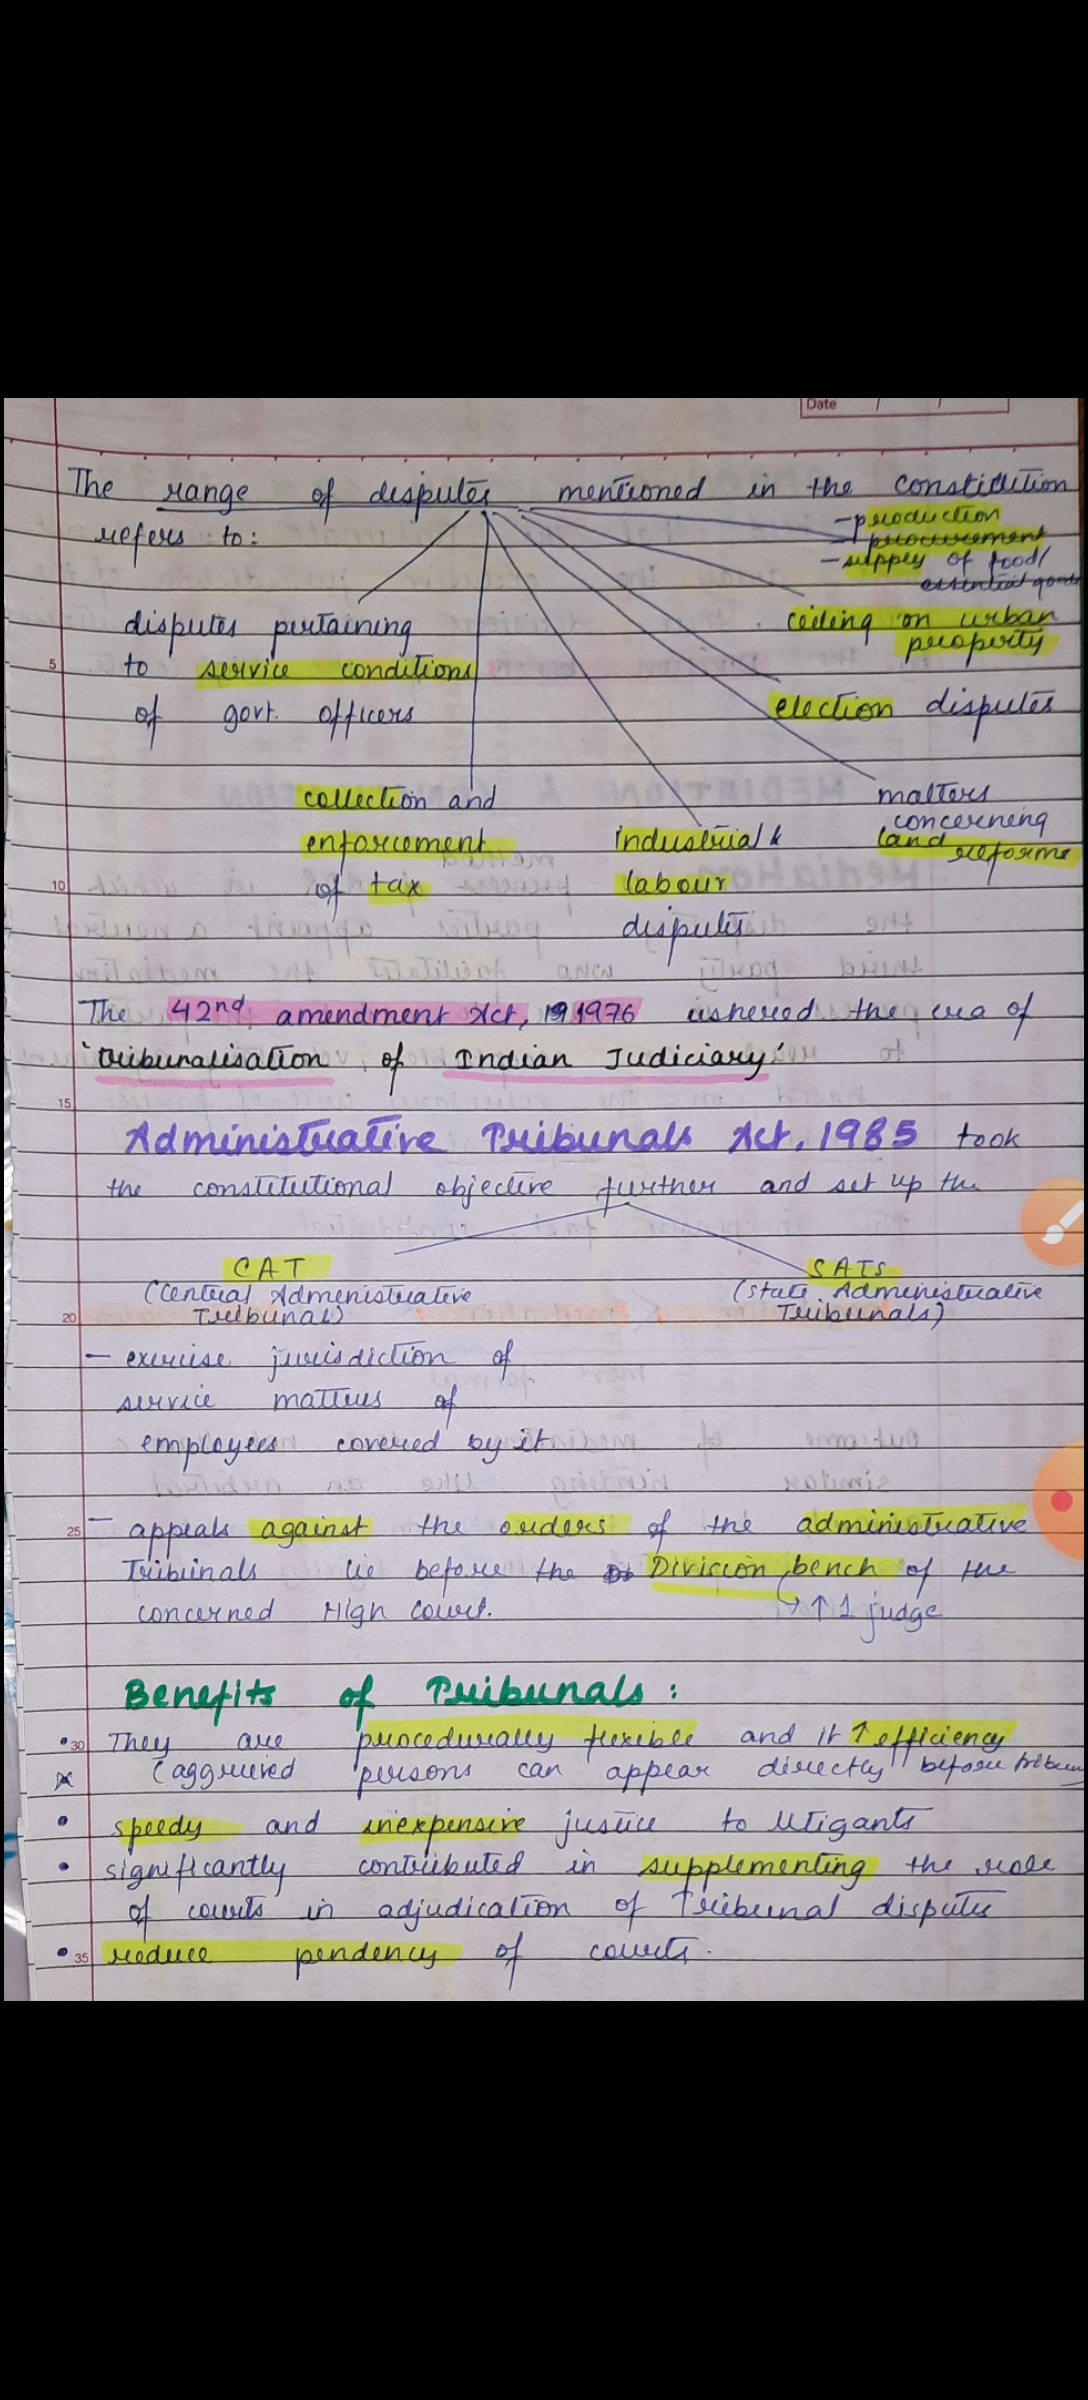 Date / /
The range of disputes mentioned in the constitution
refers to:
- production
- procurement
- supply of food/
essential goods
disputes pertaining
to service conditions
of govt. officers
ceiling on urban
property
election disputes
collection and
enforcement
of tax
industrial &
labour
disputes
matters
concerning
land reforms
The 42nd amendment Act, 1976 ushered the era of
'tribunalisation of Indian Judiciary'
Administrative Tribunals Act, 1985 took
the constitutional objective further and set up the
CAT
(Central Administrative
Tribunal)
SATs
(State Administrative
Tribunals)
- exercise jurisdiction of
service matters of
employees covered by it
- appeals against the orders of the administrative
Tribunals lie before the Division bench of the
concerned High Court.
→ ↑ 1 judge
Benefits of Tribunals:
• They are procedurally flexible and it ↑ efficiency
(aggrieved persons can appear directly before
• speedy and inexpensive justice to litigants
• significantly contributed in supplementing the role
of courts in adjudication of Tribunal disputes
• reduce pendency of courts.
5
10
15
20
25
30
35